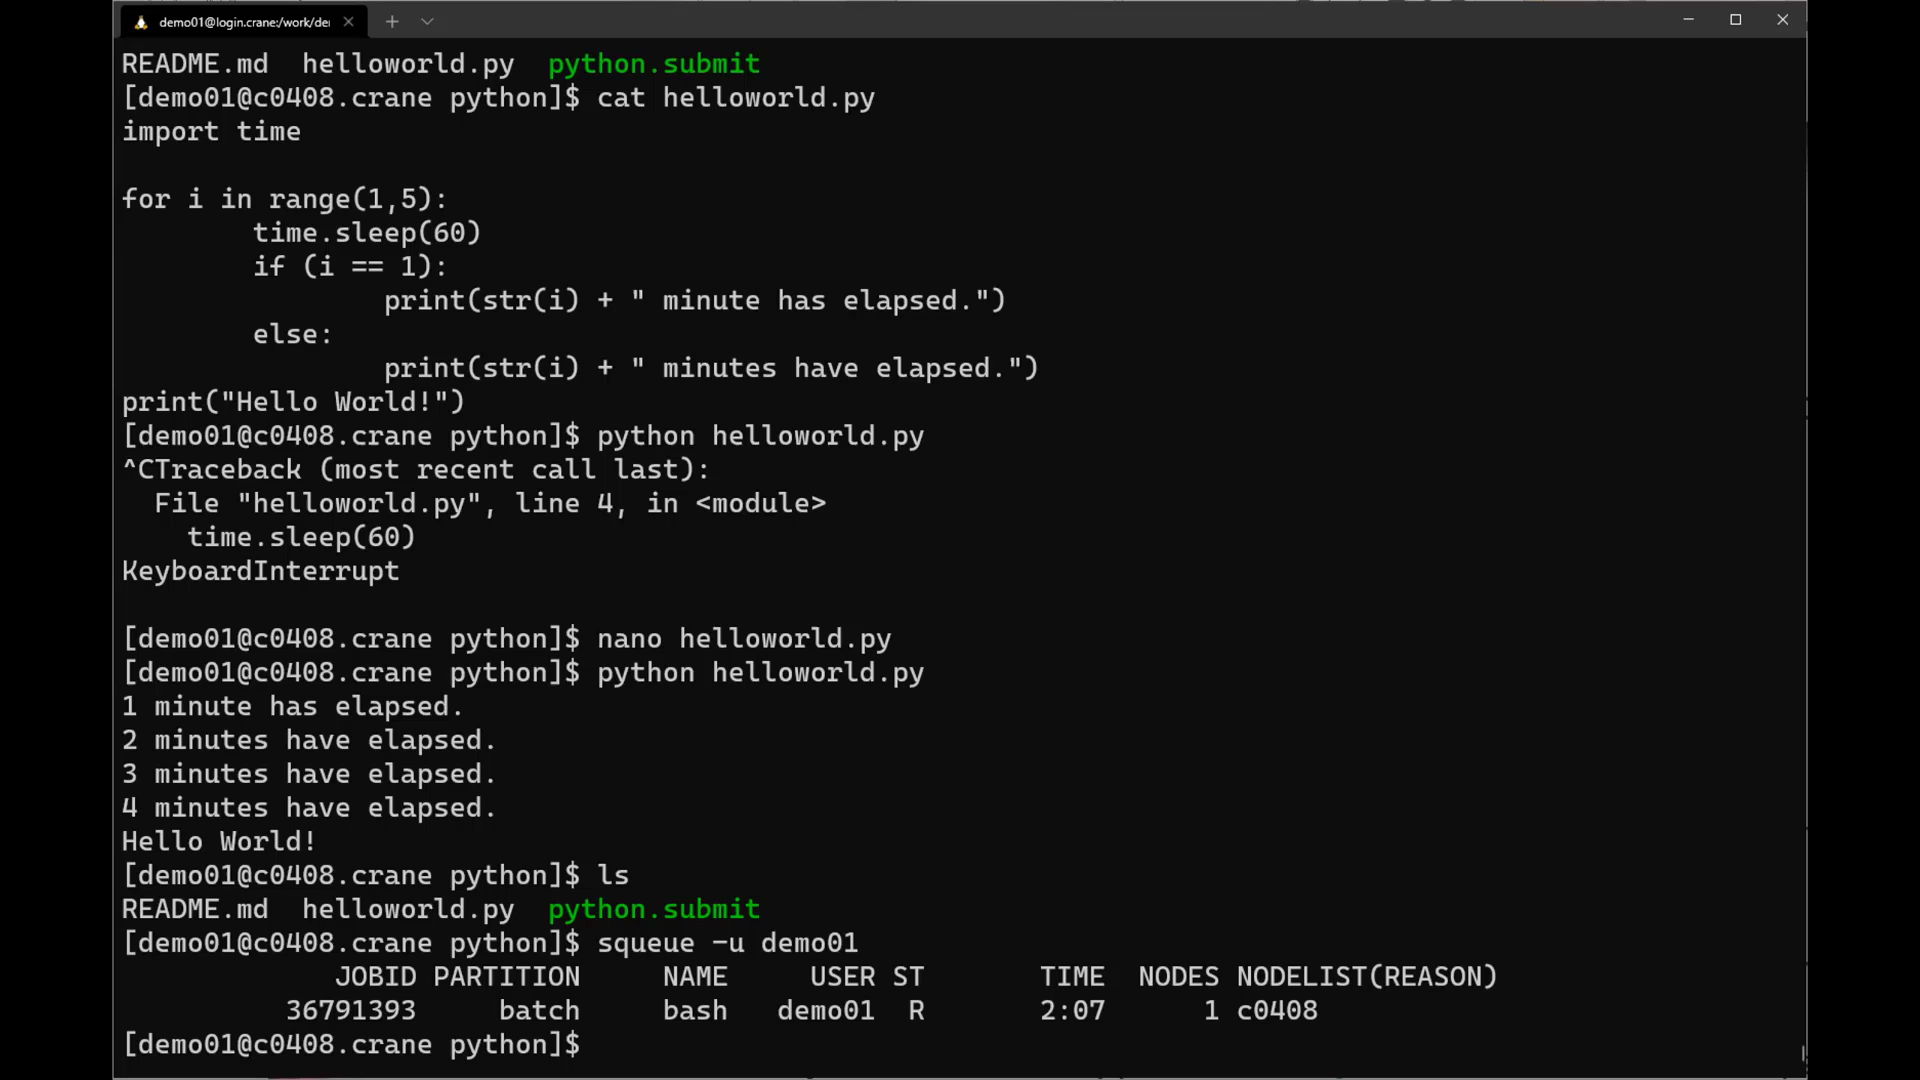 demo01@login.crane:/work/der
README.md  helloworld.py  python.submit
[demo01@c0408.crane python]$ cat helloworld.py
import time
for i in range(1,5):
        time.sleep(60)
        if (i == 1):
                print(str(i) + " minute has elapsed.")
        else:
                print(str(i) + " minutes have elapsed.")
print("Hello World!")
[demo01@c0408.crane python]$ python helloworld.py
^CTraceback (most recent call last):
  File "helloworld.py", line 4, in <module>
    time.sleep(60)
KeyboardInterrupt
[demo01@c0408.crane python]$ nano helloworld.py
[demo01@c0408.crane python]$ python helloworld.py
1 minute has elapsed.
2 minutes have elapsed.
3 minutes have elapsed.
4 minutes have elapsed.
Hello World!
[demo01@c0408.crane python]$ ls
README.md  helloworld.py  python.submit
[demo01@c0408.crane python]$ squeue -u demo01
             JOBID PARTITION     NAME     USER ST       TIME  NODES NODELIST(REASON)
          36791393     batch     bash   demo01  R       2:07      1 c0408
[demo01@c0408.crane python]$